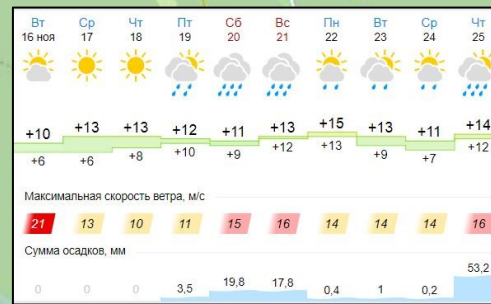 Вт Ср Чт Пт Сб Вс Пн Вт Ср Чт
16 ноя 17 18 19 20 21 22 23 24 25
+10 +13 +13 +12 +11 +13 +15 +13 +11 +14
+6 +6 +8 +10 +9 +12 +13 +9 +7 +12
Максимальная скорость ветра, м/с
21 13 10 11 15 16 14 14 14 16
Сумма осадков, мм
0 0 0 3,5 19,8 17,8 0,4 1 0,2 53,2